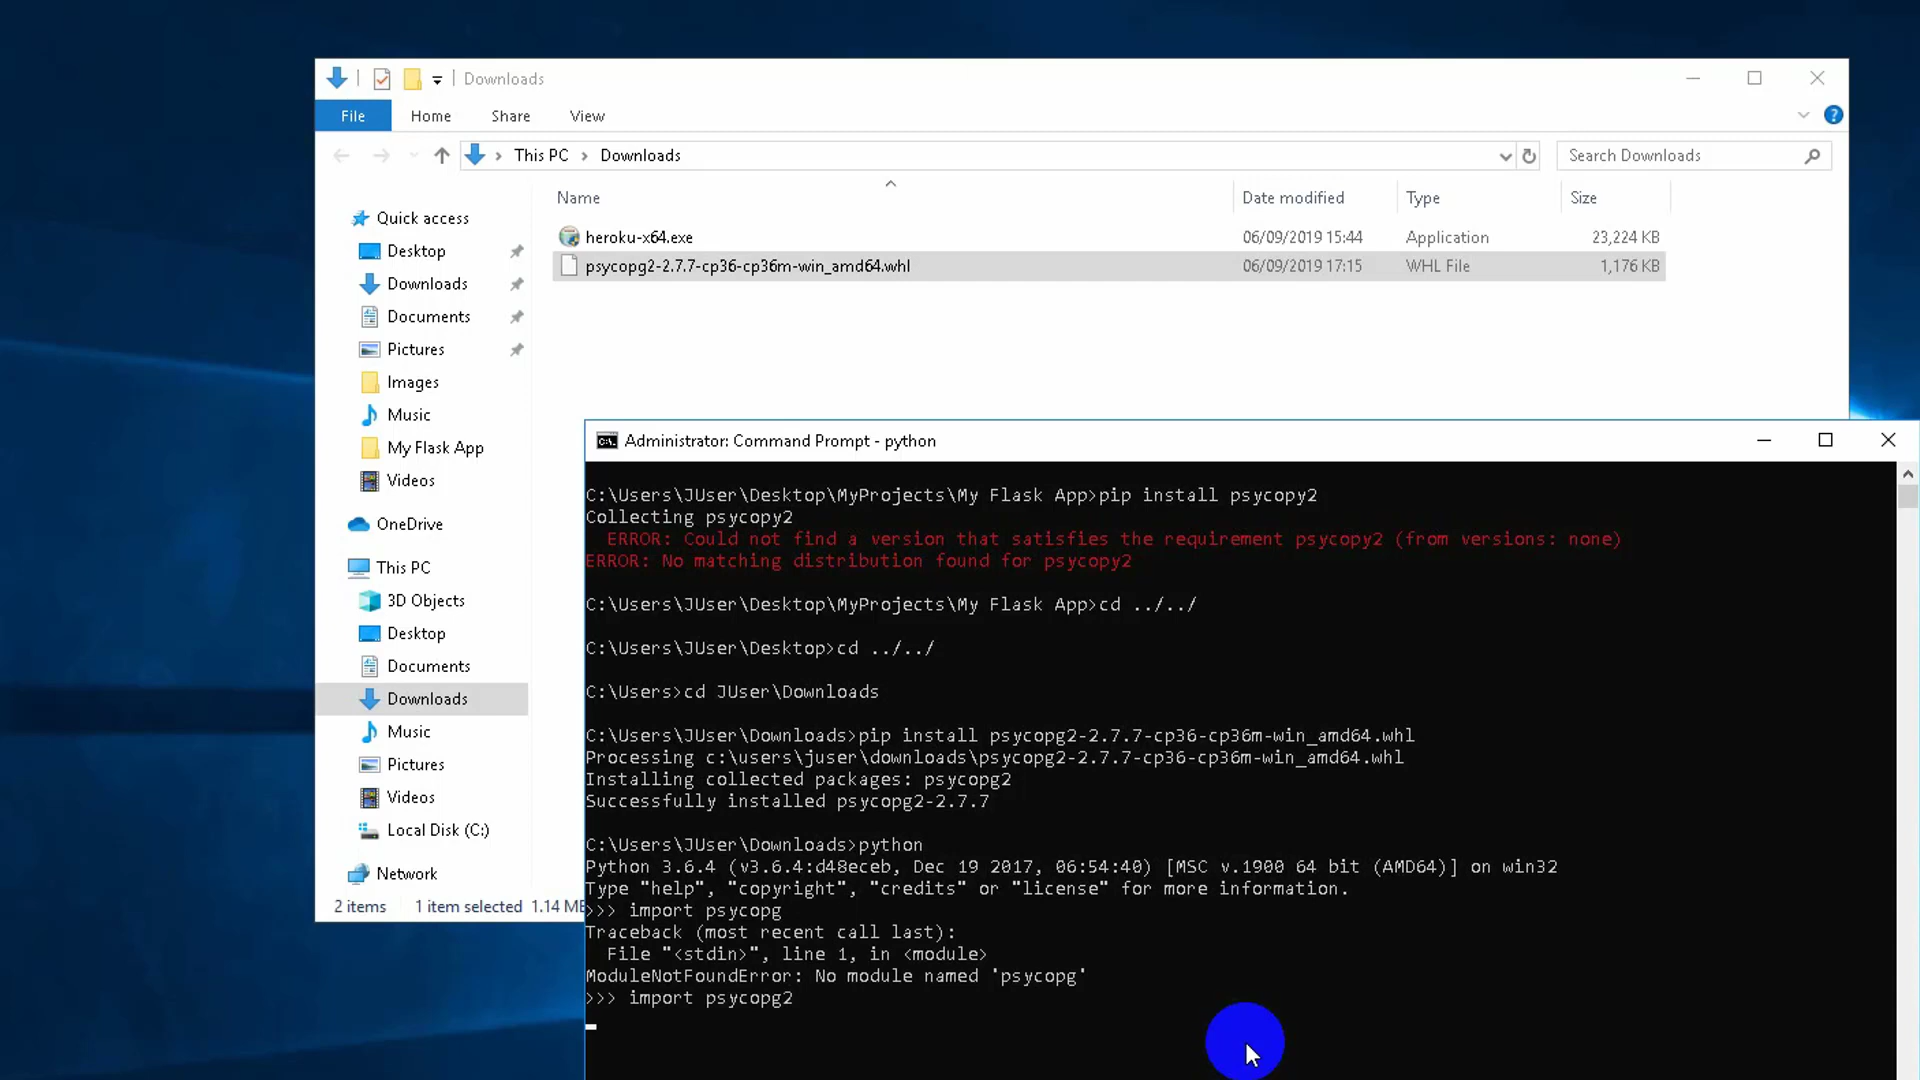 Downloads
File Home Share View
This PC Downloads Search Downloads
Name Date modified Type Size
Quick access
Desktop
Downloads
Documents
Pictures
Images
Music
My Flask App
Videos
OneDrive
This PC
3D Objects
Desktop
Documents
Downloads
Music
Pictures
Videos
Local Disk (C:)
Network
heroku-x64.exe 06/09/2019 15:44 Application 23,224 KB
psycopg2-2.7.7-cp36-cp36m-win_amd64.whl 06/09/2019 17:15 WHL File 1,176 KB
2 items 1 item selected 1.14 MB
Administrator: Command Prompt - python
C:\Users\JUser\Desktop\MyProjects\My Flask App>pip install psycopy2
Collecting psycopy2
ERROR: Could not find a version that satisfies the requirement psycopy2 (from versions: none)
ERROR: No matching distribution found for psycopy2
C:\Users\JUser\Desktop\MyProjects\My Flask App>cd ../../
C:\Users\JUser\Desktop>cd ../../
C:\Users>cd JUser\Downloads
C:\Users\JUser\Downloads>pip install psycopg2-2.7.7-cp36-cp36m-win_amd64.whl
Processing c:\users\juser\downloads\psycopg2-2.7.7-cp36-cp36m-win_amd64.whl
Installing collected packages: psycopg2
Successfully installed psycopg2-2.7.7
C:\Users\JUser\Downloads>python
Python 3.6.4 (v3.6.4:d48eceb, Dec 19 2017, 06:54:40) [MSC v.1900 64 bit (AMD64)] on win32
Type "help", "copyright", "credits" or "license" for more information.
>>> import psycopg
Traceback (most recent call last):
File "<stdin>", line 1, in <module>
ModuleNotFoundError: No module named 'psycopg'
>>> import psycopg2